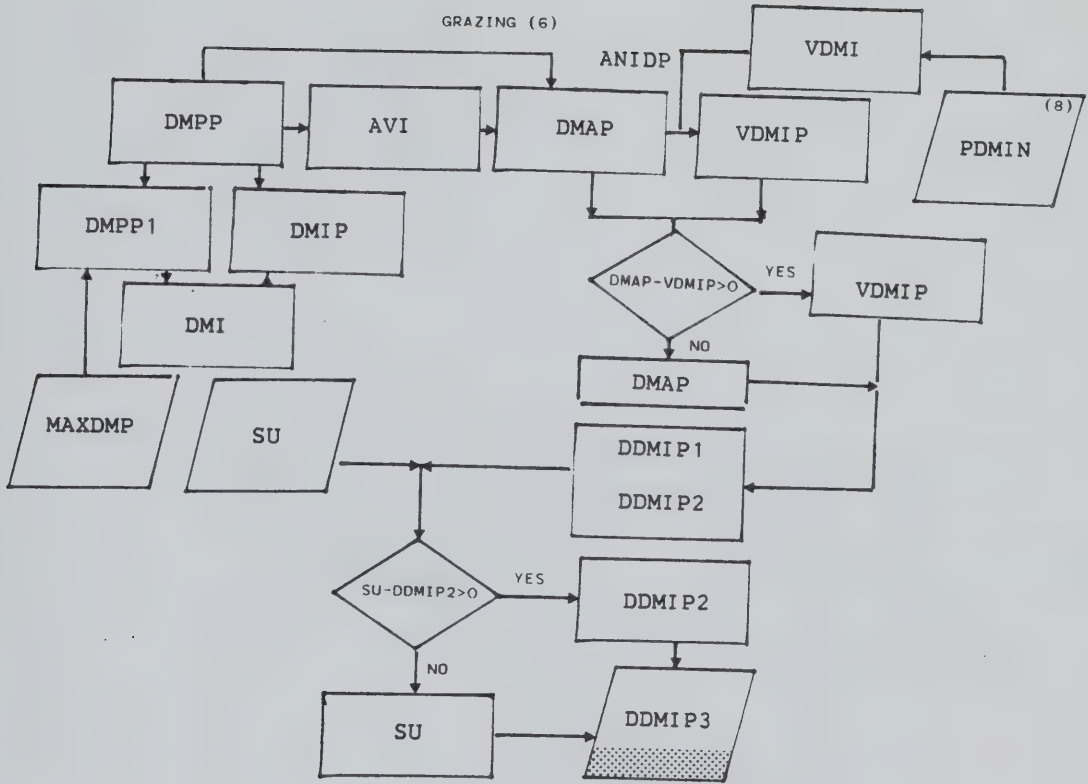 GRAZING (6)
ANIDP
VDMI
(8)
PDMIN
DMPP
AVI
DMAP
VDMIP
DMPP1
DMIP
DMI
DMAP-VDMIP>0
YES
VDMIP
NO
DMAP
MAXDMP
SU
DDMIP1
DDMIP2
SU-DDMIP2>0
YES
DDMIP2
NO
SU
DDMIP3